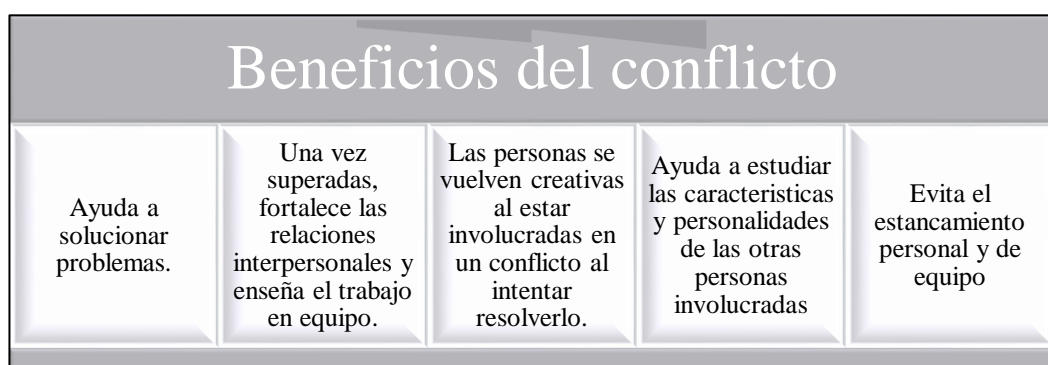 Beneficios del conflicto
Ayuda a
solucionar
problemas.
Una vez
superadas,
fortalece las
relaciones
interpersonales y
enseña el trabajo
en equipo.
Las personas se
vuelven creativas
al estar
involucradas en
un conflicto al
intentar
resolverlo.
Ayuda a estudiar
las caracteristicas
y personalidades
de las otras
personas
involucradas
Evita el
estancamiento
personal y de
equipo